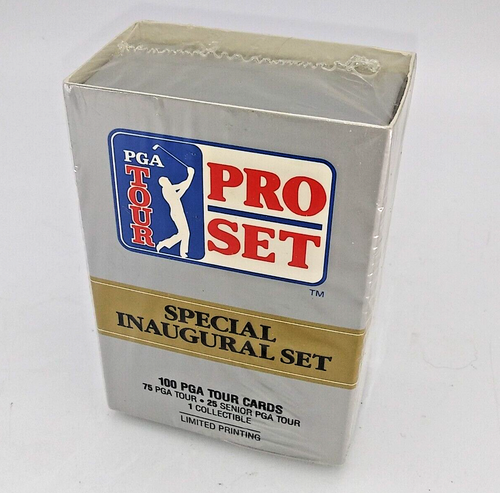 PGA
TOUR
PRO
SET
TM
SPECIAL
INAUGURAL SET
100 PGA TOUR CARDS
75 PGA TOUR • 25 SENIOR PGA TOUR
1 COLLECTIBLE
LIMITED PRINTING